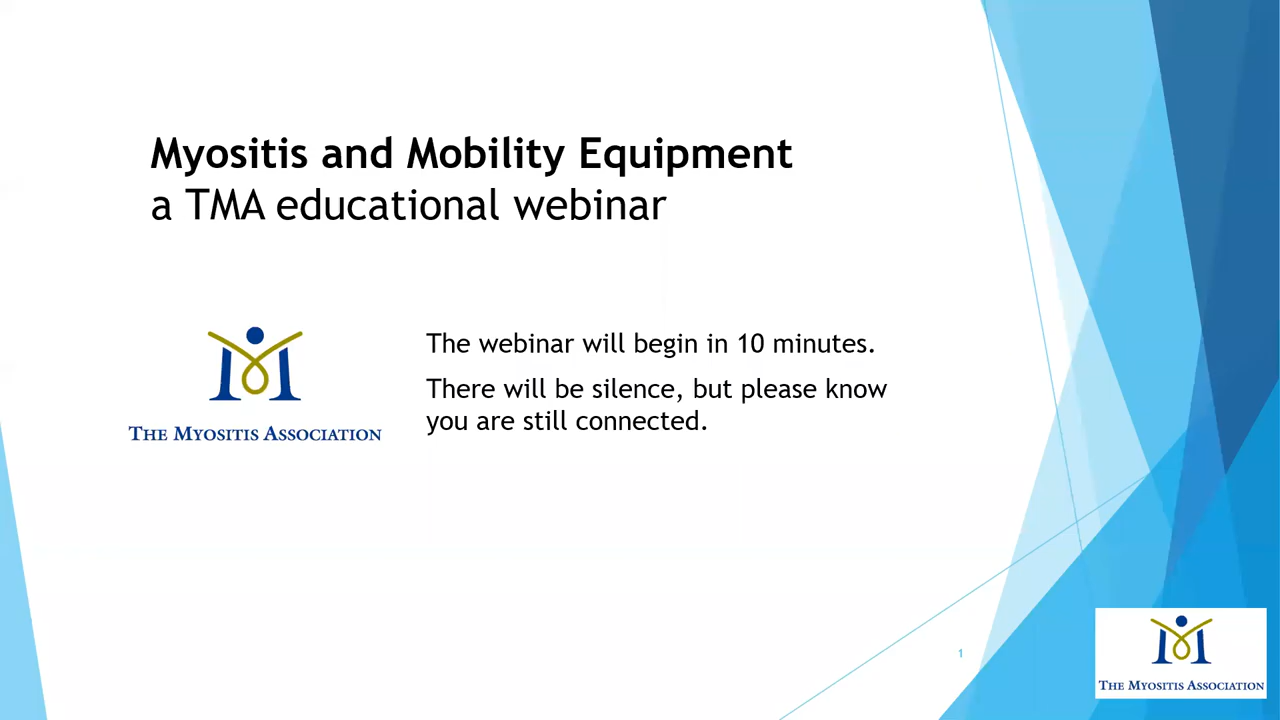 Myositis and Mobility Equipment
a TMA educational webinar
The webinar will begin in 10 minutes.
There will be silence, but please know
you are still connected.
THE MYOSITIS ASSOCIATION
1
THE MYOSITIS ASSOCIATION